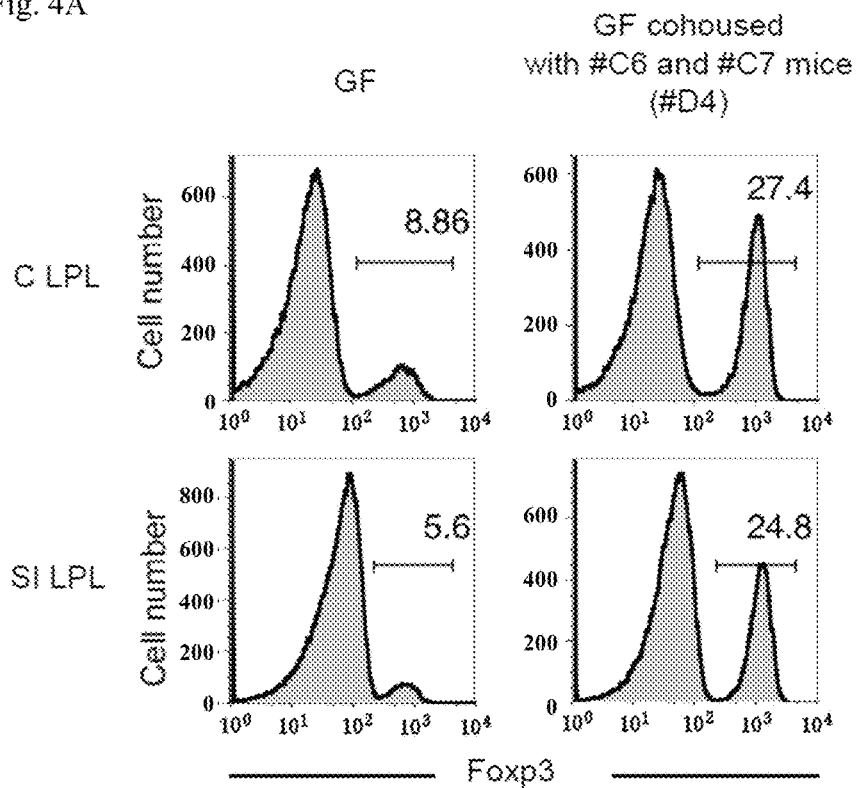 Fig. 4A
GF
GF cohoused
with #C6 and #C7 mice
(#D4)
C LPL
Cell number
600
400
200
0
8.86
10⁰ 10¹ 10² 10³ 10⁴
600
400
200
0
27.4
10⁰ 10¹ 10² 10³ 10⁴
SI LPL
Cell number
800
600
400
200
0
5.6
10⁰ 10¹ 10² 10³ 10⁴
600
400
200
0
24.8
10⁰ 10¹ 10² 10³ 10⁴
Foxp3